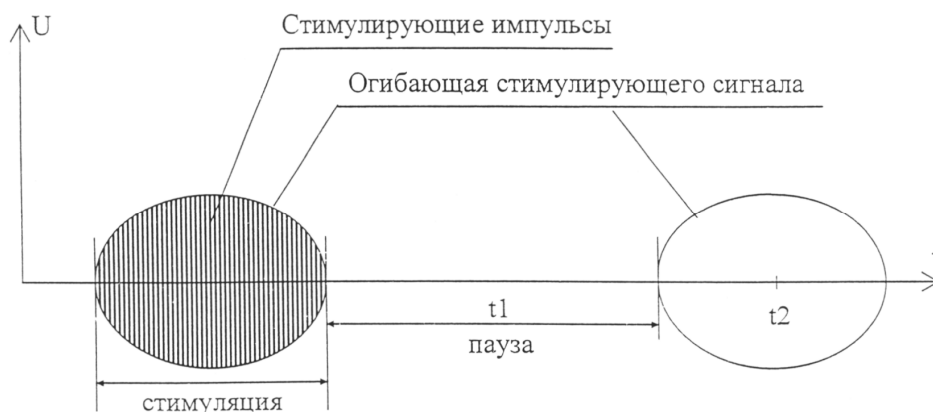 U
Стимулирующие импульсы
Огибающая стимулирующего сигнала
t1
t2
пауза
стимуляция